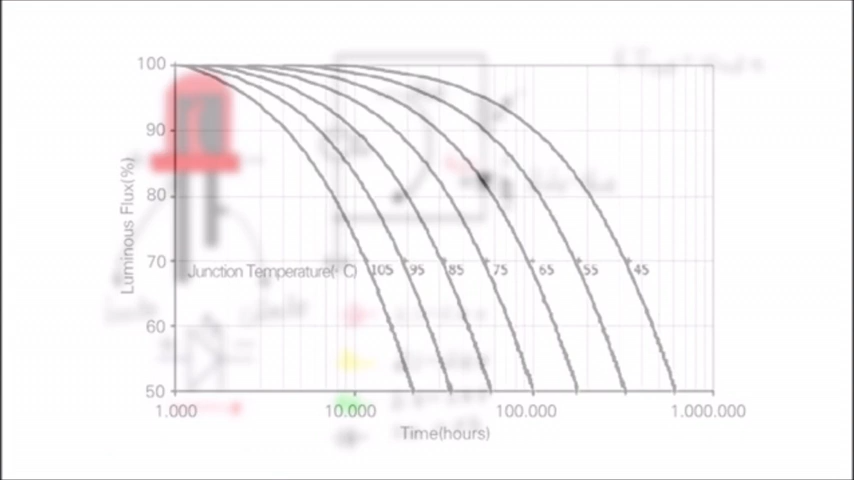 100
90
80
70
60
50
Luminous Flux(%)
Junction Temperature(° C) 105 95 85 75 65 55 45
1.000 10.000 100.000 1.000.000
Time(hours)